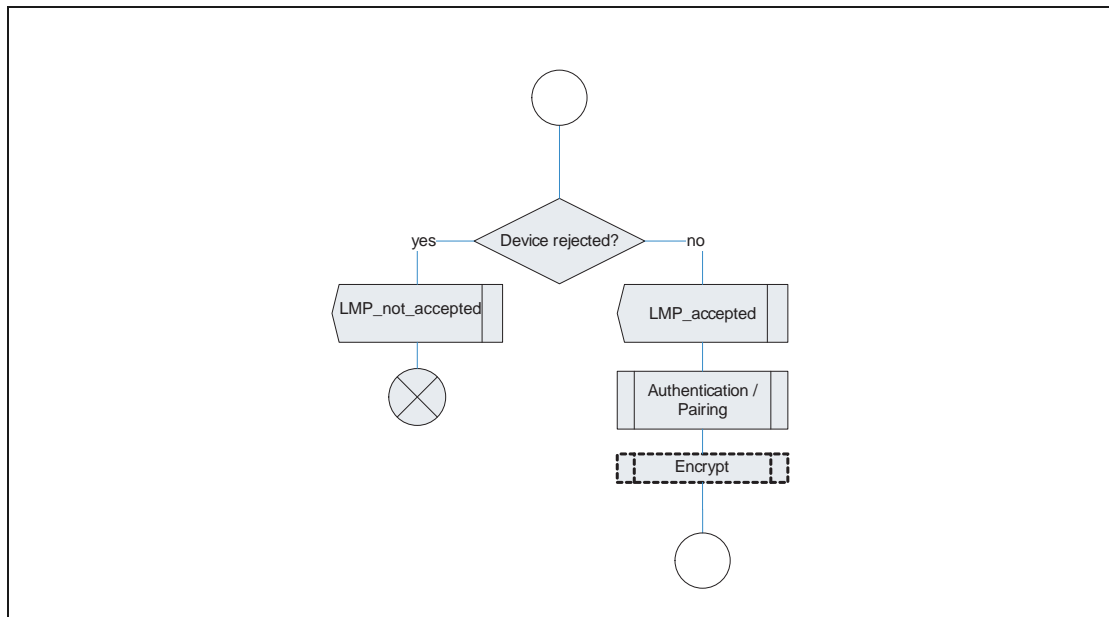 Device rejected?
yes
no
LMP_not_accepted
LMP_accepted
Authentication /
Pairing
Encrypt